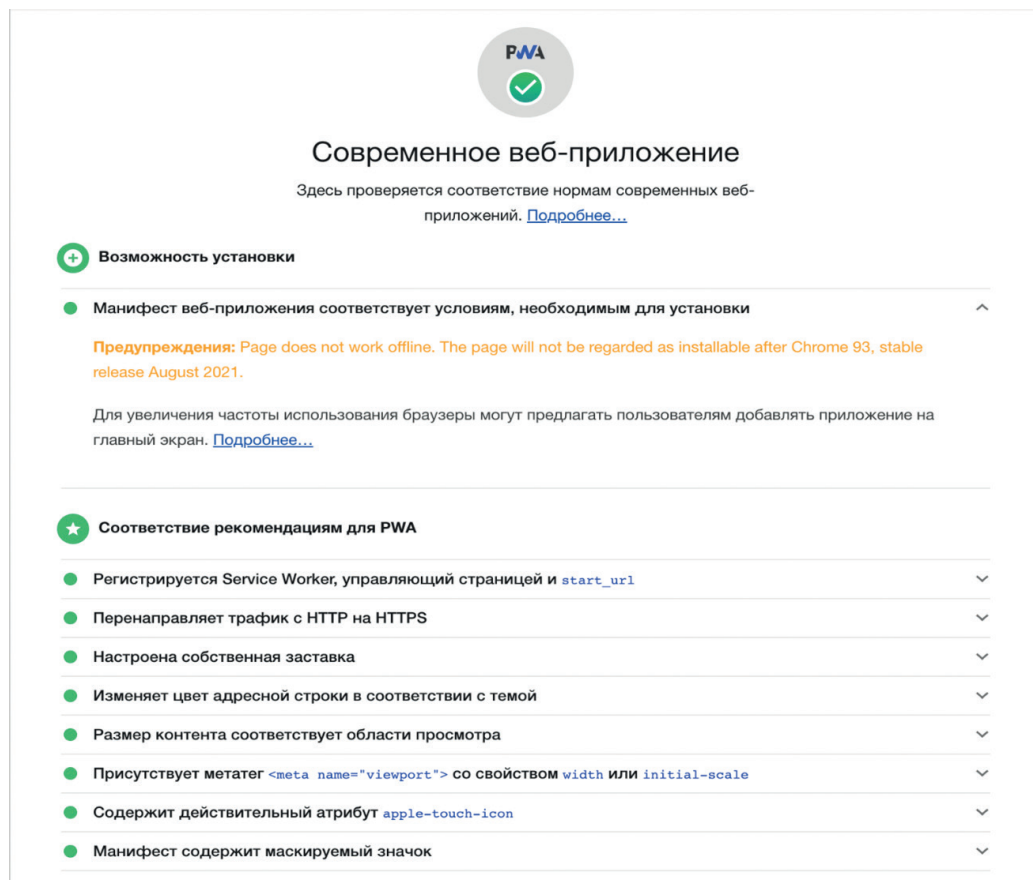 PWA
Современное веб-приложение
Здесь проверяется соответствие нормам современных веб-
приложений. Подробнее...
Возможность установки
Манифест веб-приложения соответствует условиям, необходимым для установки
Предупреждения: Page does not work offline. The page will not be regarded as installable after Chrome 93, stable
release August 2021.
Для увеличения частоты использования браузеры могут предлагать пользователям добавлять приложение на
главный экран. Подробнее...
Соответствие рекомендациям для PWA
Регистрируется Service Worker, управляющий страницей и start_url
Перенаправляет трафик с HTTP на HTTPS
Настроена собственная заставка
Изменяет цвет адресной строки в соответствии с темой
Размер контента соответствует области просмотра
Присутствует метатег <meta name="viewport"> со свойством width или initial-scale
Содержит действительный атрибут apple-touch-icon
Манифест содержит маскируемый значок